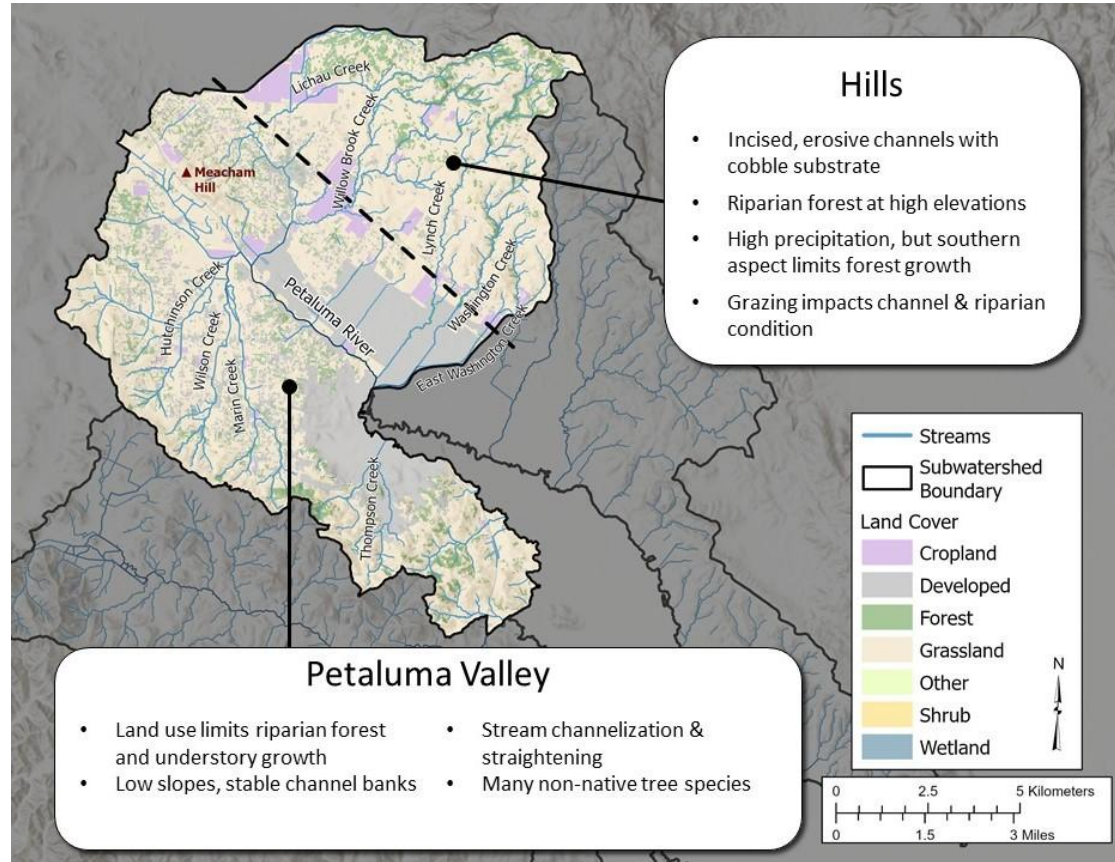 Lichau Creek
Willow Brook Creek
Meacham
Hill
Lynch Creek
Washington Creek
East Washington Creek
Petaluma River
Hutchinson Creek
Wilson Creek
Marin Creek
Thompson Creek
Hills
• Incised, erosive channels with
cobble substrate
• Riparian forest at high elevations
• High precipitation, but southern
aspect limits forest growth
• Grazing impacts channel & riparian
condition
Streams
Subwatershed
Boundary
Land Cover
Cropland
Developed
Forest
Grassland
Other
Shrub
Wetland
N
0 2.5 5 Kilometers
0 1.5 3 Miles
Petaluma Valley
• Land use limits riparian forest
and understory growth
• Low slopes, stable channel banks
• Stream channelization &
straightening
• Many non-native tree species